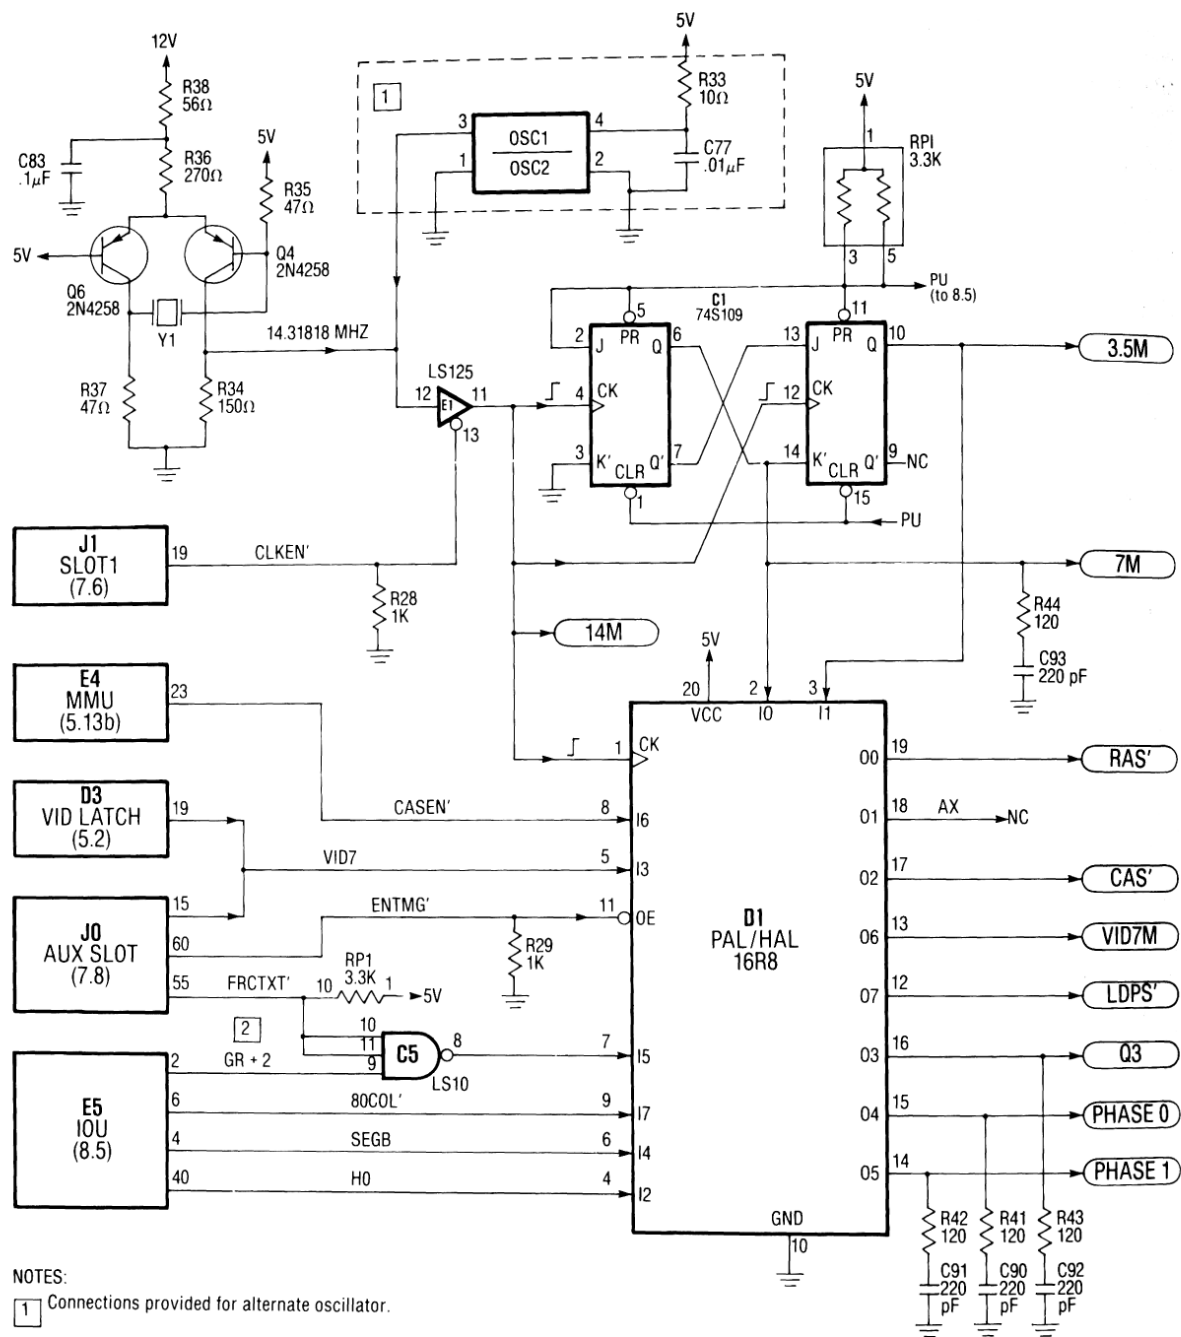 12V
R38
56Ω
C83
.1μF
R36
270Ω
5V
R35
47Ω
5V
Q6
2N4258
Q4
2N4258
Y1
14.31818 MHZ
R37
47Ω
R34
150Ω
1
5V
R33
10Ω
3
OSC1
OSC2
4
1
2
C77
.01μF
5V
1
RPI
3.3K
3
5
PU
(to 8.5)
C1
74S109
LS125
12
E1
11
13
5
PR
2
J
Q
6
4
CK
3
K'
Q'
7
CLR
1
11
PR
13
J
Q
10
12
CK
14
K'
Q'
9
NC
CLR
15
PU
3.5M
7M
14M
R44
120
C93
220 pF
J1
SLOT1
(7.6)
19
CLKEN'
R28
1K
E4
MMU
(5.13b)
23
CASEN'
D3
VID LATCH
(5.2)
19
VID7
J0
AUX SLOT
(7.8)
15
60
55
ENTMG'
R29
1K
FRCTXT'
10
RP1
3.3K
1
5V
2
10
11
9
C5
8
LS10
GR + 2
E5
IOU
(8.5)
2
6
4
40
80COL'
SEGB
H0
5V
20
VCC
2
I0
3
I1
1
CK
8
I6
5
I3
11
OE
7
I5
9
I7
6
I4
4
I2
D1
PAL/HAL
16R8
GND
10
O0
19
RAS'
O1
18
AX
NC
O2
17
CAS'
O6
13
VID7M
O7
12
LDPS'
O3
16
Q3
O4
15
PHASE 0
O5
14
PHASE 1
R42
120
R41
120
R43
120
C91
220
pF
C90
220
pF
C92
220
pF
NOTES:
1 Connections provided for alternate oscillator.